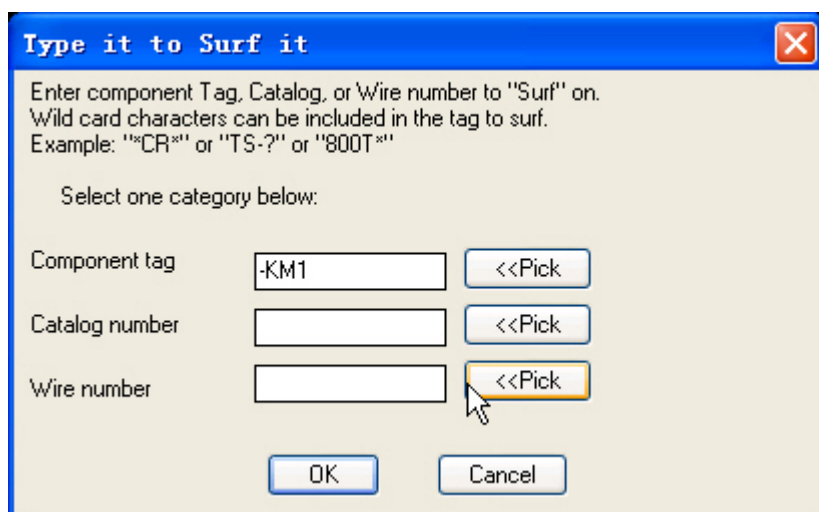 Type it to Surf it
Enter component Tag, Catalog, or Wire number to "Surf" on.
Wild card characters can be included in the tag to surf.
Example: "*CR*" or "TS-?" or "800T*"
Select one category below:
Component tag -KM1 <<Pick
Catalog number <<Pick
Wire number <<Pick
OK Cancel